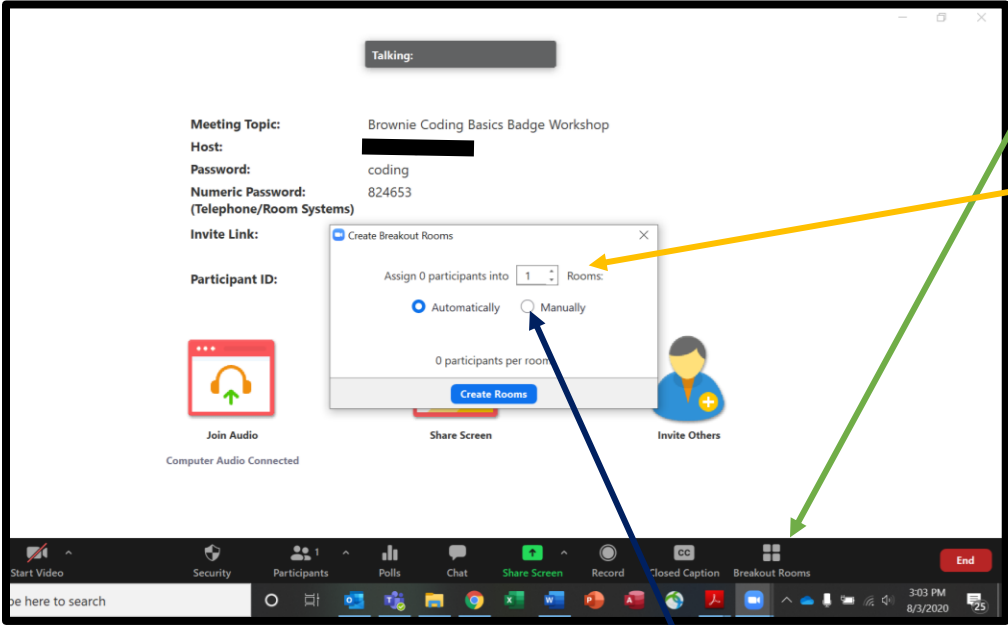 Talking:
Meeting Topic: Brownie Coding Basics Badge Workshop
Host:
Password: coding
Numeric Password: 824653
(Telephone/Room Systems)
Invite Link:
Participant ID:
Create Breakout Rooms
Assign 0 participants into 1 Rooms:
Automatically Manually
0 participants per room
Create Rooms
Join Audio Share Screen Invite Others
Computer Audio Connected
1
CC
Start Video Security Participants Polls Chat Share Screen Record Closed Caption Breakout Rooms End
pe here to search
3:03 PM
8/3/2020
25